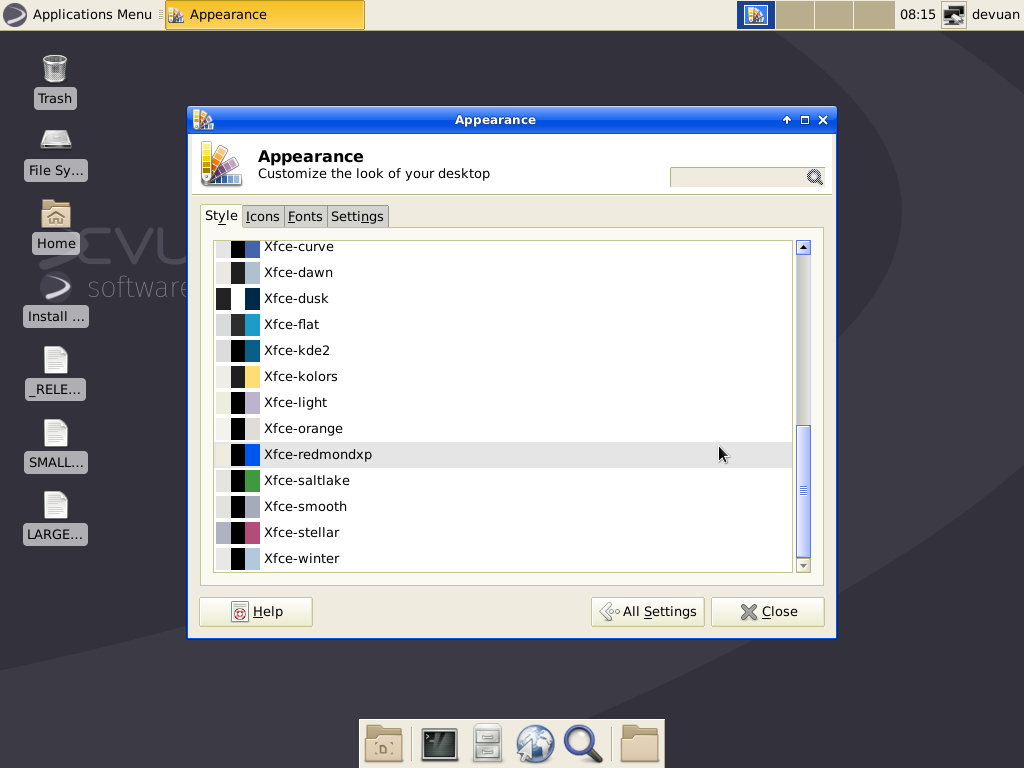 Applications Menu
Appearance
08:15
devuan
Trash
File Sy...
Home
Install ...
_RELE...
SMALL...
LARGE...
software
Appearance
Appearance
Customize the look of your desktop
Style
Icons
Fonts
Settings
Xfce-curve
Xfce-dawn
Xfce-dusk
Xfce-flat
Xfce-kde2
Xfce-kolors
Xfce-light
Xfce-orange
Xfce-redmondxp
Xfce-saltlake
Xfce-smooth
Xfce-stellar
Xfce-winter
Help
All Settings
Close
D